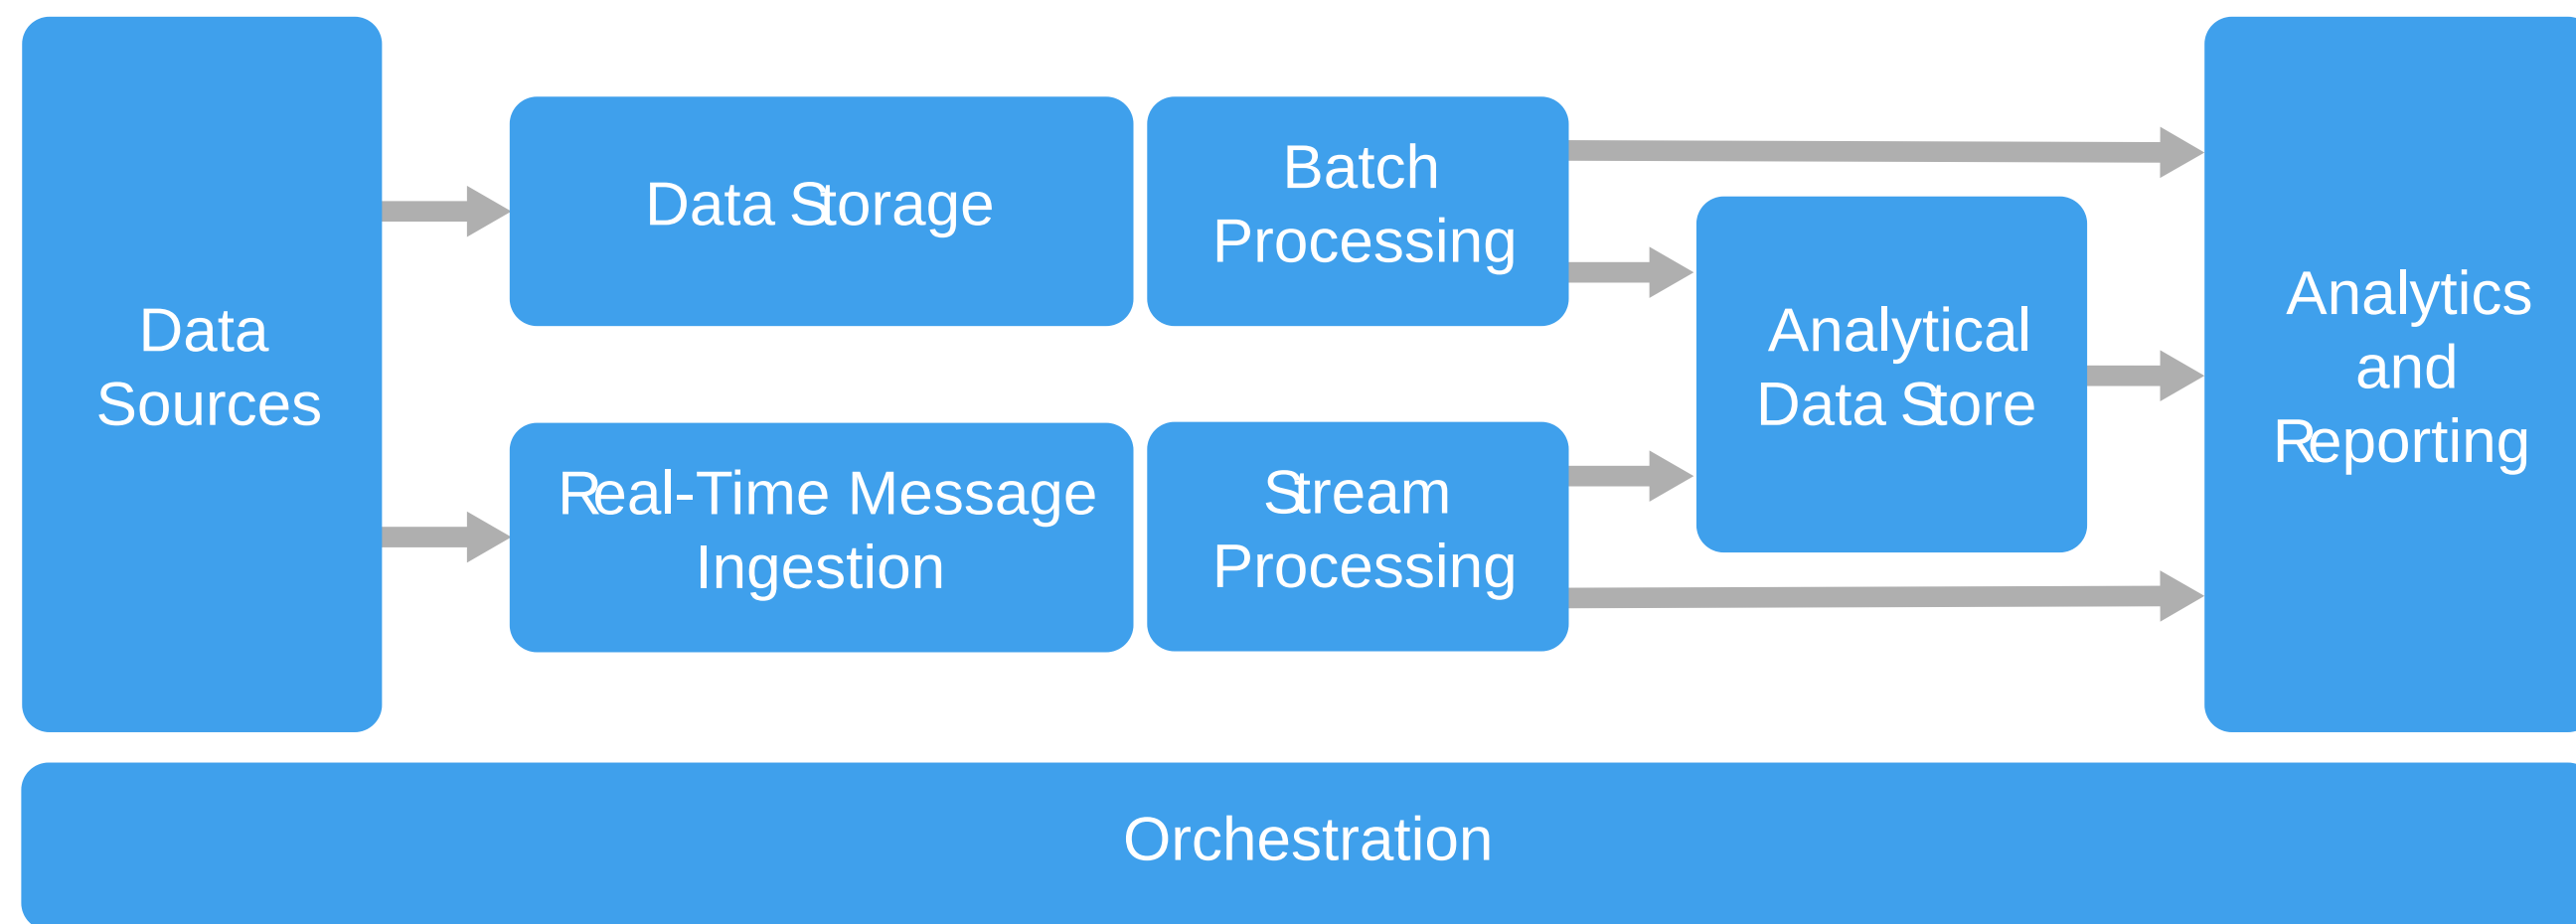 Data
Sources
Data Storage
Batch
Processing
Real-Time Message
Ingestion
Stream
Processing
Analytical
Data Store
Analytics
and
Reporting
Orchestration